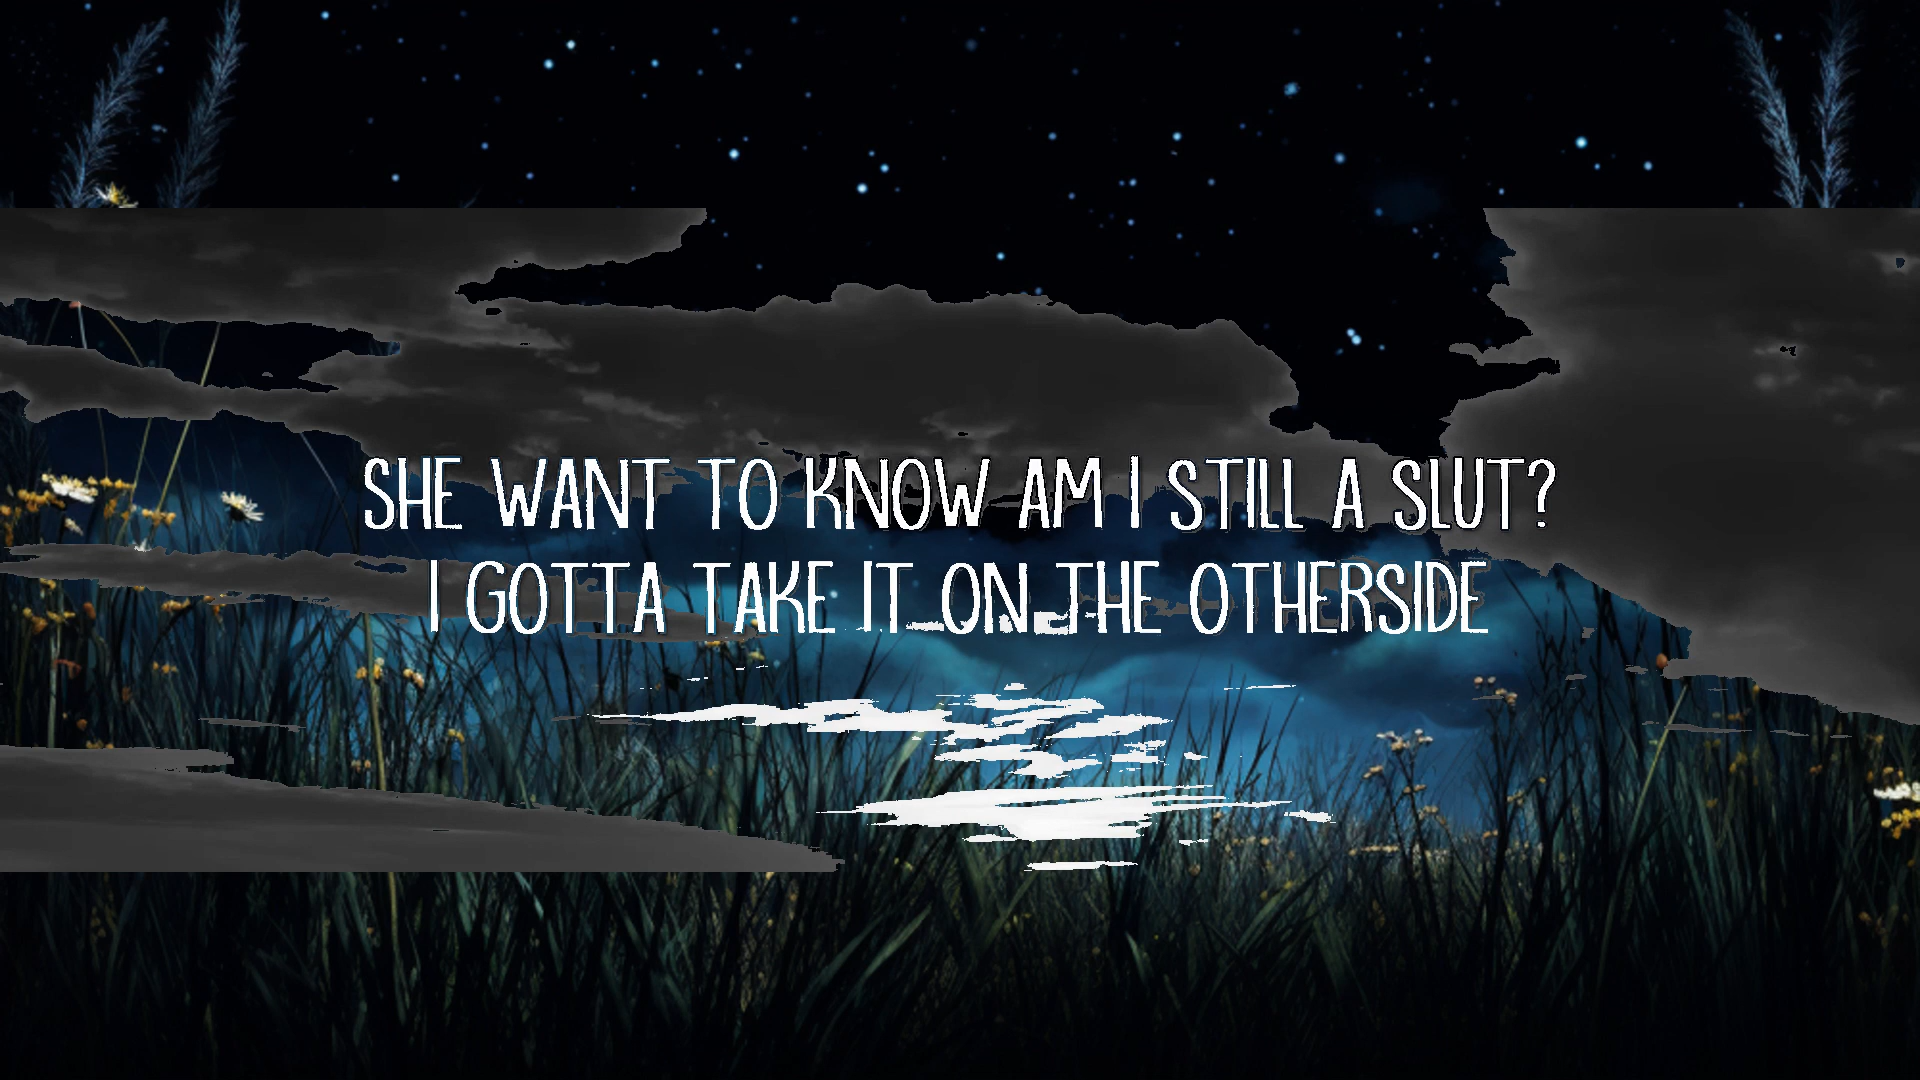 SHE WANT TO KNOW AM I STILL A SLUT?
I GOTTA TAKE IT ON THE OTHERSIDE